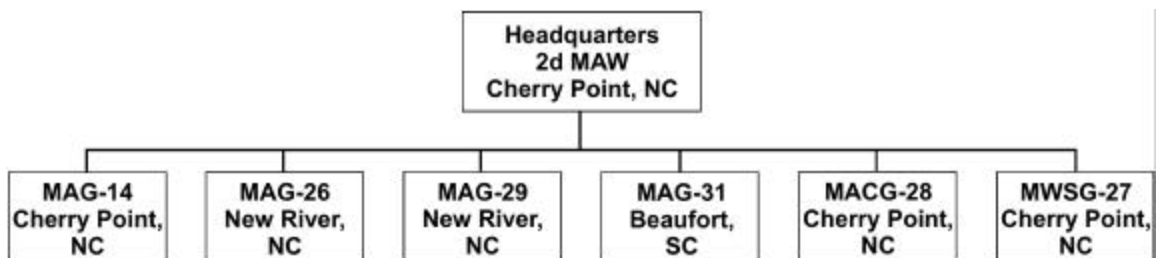 Headquarters
2d MAW
Cherry Point, NC
MAG-14
Cherry Point,
NC
MAG-26
New River,
NC
MAG-29
New River,
NC
MAG-31
Beaufort,
SC
MACG-28
Cherry Point,
NC
MWSG-27
Cherry Point,
NC